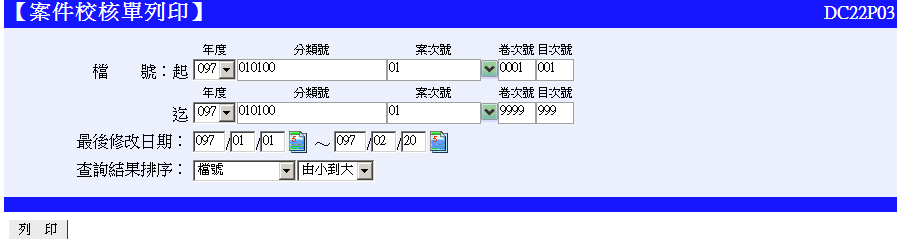 【案件校核單列印】 DC22P03
年度 分類號 案次號 卷次號 目次號
檔 號：起 097 010100 01 0001 001
年度 分類號 案次號 卷次號 目次號
迄 097 010100 01 9999 999
最後修改日期： 097 /01 /01 ～ 097 /02 /20
查詢結果排序： 檔號 由小到大
列 印